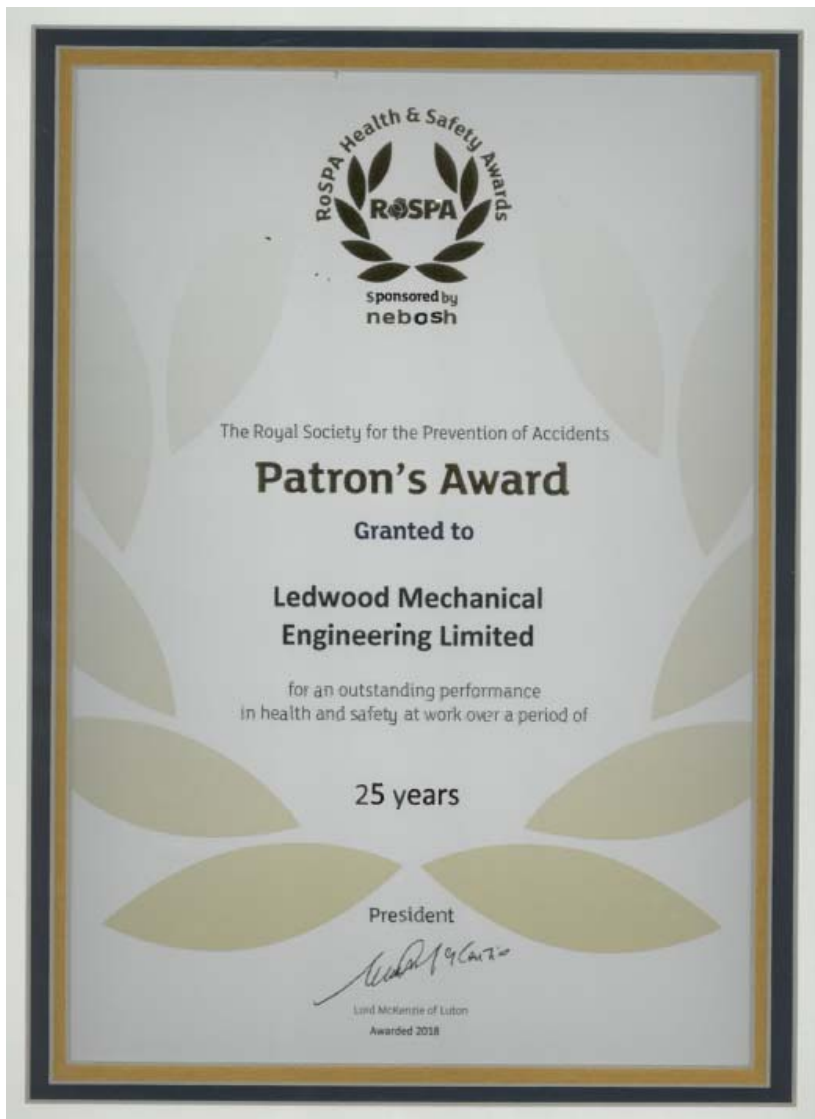 RoSPA Health & Safety Awards
RoSPA
Sponsored by
nebosh
The Royal Society for the Prevention of Accidents
Patron's Award
Granted to
Ledwood Mechanical
Engineering Limited
for an outstanding performance
in health and safety at work over a period of
25 years
President
Lord McKenzie of Luton
Awarded 2018